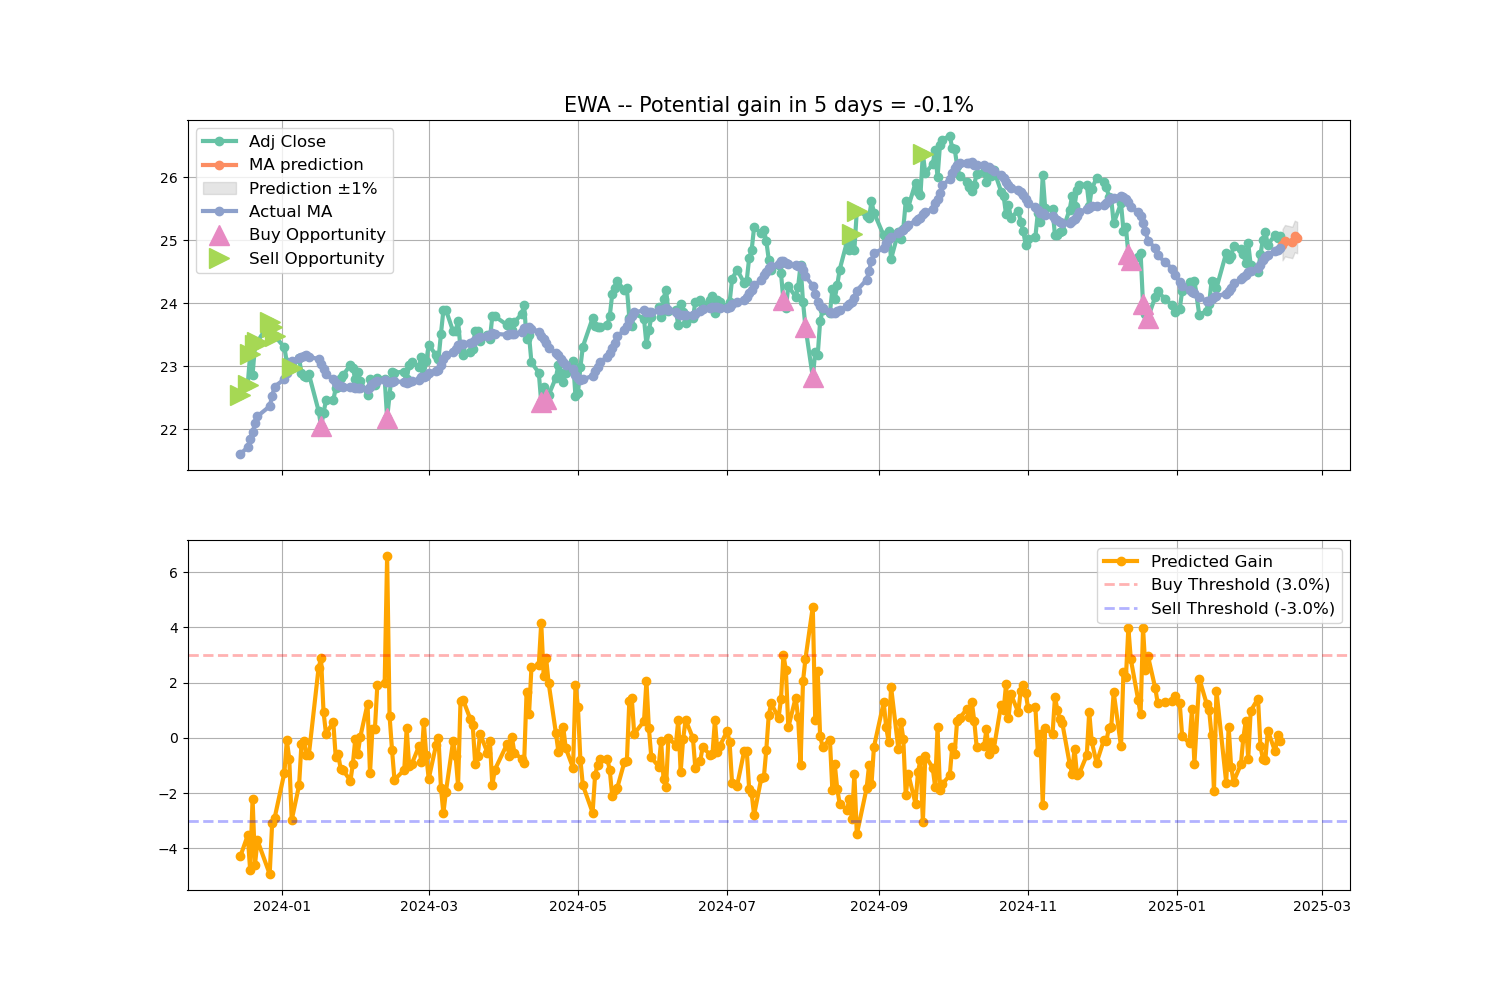 EWA -- Potential gain in 5 days = -0.1%
Adj Close
MA prediction
Prediction ±1%
Actual MA
Buy Opportunity
Sell Opportunity
26
25
24
23
22
Predicted Gain
Buy Threshold (3.0%)
Sell Threshold (-3.0%)
6
4
2
0
−2
−4
2024-01 2024-03 2024-05 2024-07 2024-09 2024-11 2025-01 2025-03